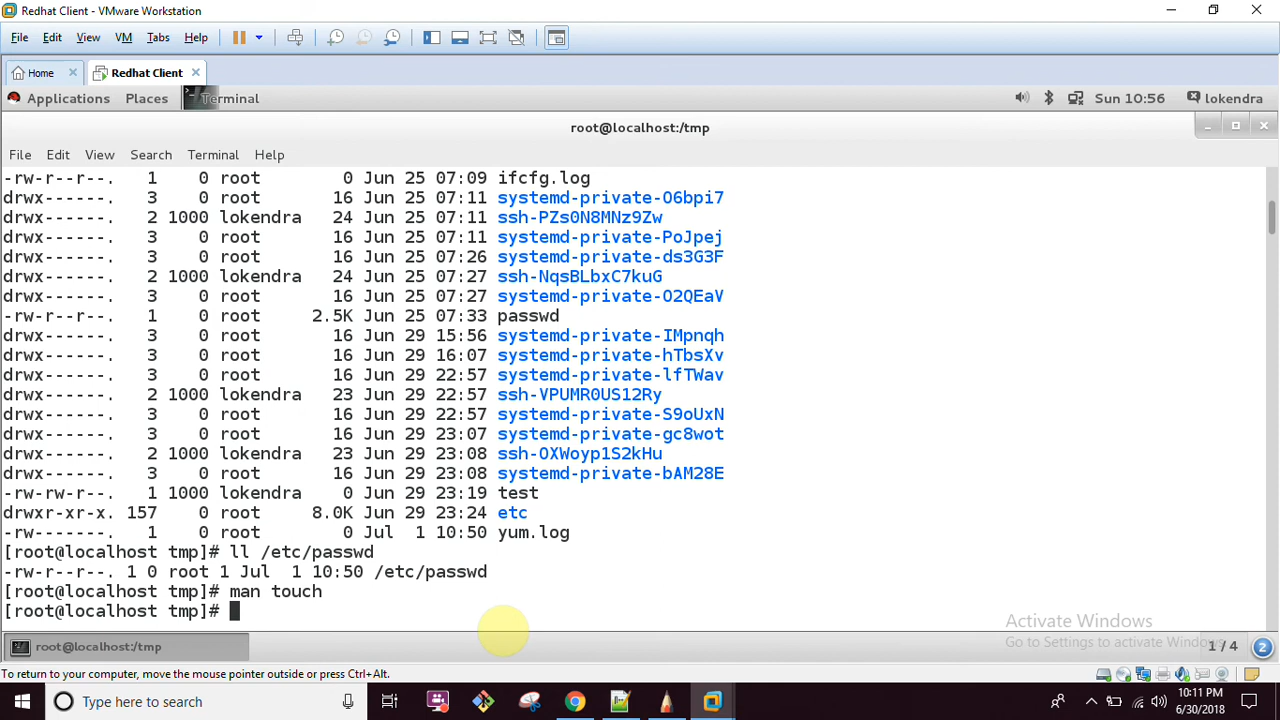 Redhat Client - VMware Workstation
File Edit View VM Tabs Help
Home Redhat Client
Applications Places Terminal Sun 10:56 lokendra
root@localhost:/tmp
File Edit View Search Terminal Help
-rw-r--r--. 1 0 root 0 Jun 25 07:09 ifcfg.log
drwx------. 3 0 root 16 Jun 25 07:11 systemd-private-O6bpi7
drwx------. 2 1000 lokendra 24 Jun 25 07:11 ssh-PZs0N8MNz9Zw
drwx------. 3 0 root 16 Jun 25 07:11 systemd-private-PoJpej
drwx------. 3 0 root 16 Jun 25 07:26 systemd-private-ds3G3F
drwx------. 2 1000 lokendra 24 Jun 25 07:27 ssh-NqsBLbxC7kuG
drwx------. 3 0 root 16 Jun 25 07:27 systemd-private-O2QEaV
-rw-r--r--. 1 0 root 2.5K Jun 25 07:33 passwd
drwx------. 3 0 root 16 Jun 29 15:56 systemd-private-IMpnqh
drwx------. 3 0 root 16 Jun 29 16:07 systemd-private-hTbsXv
drwx------. 3 0 root 16 Jun 29 22:57 systemd-private-lfTWav
drwx------. 2 1000 lokendra 23 Jun 29 22:57 ssh-VPUMR0US12Ry
drwx------. 3 0 root 16 Jun 29 22:57 systemd-private-S9oUxN
drwx------. 3 0 root 16 Jun 29 23:07 systemd-private-gc8wot
drwx------. 2 1000 lokendra 23 Jun 29 23:08 ssh-OXWoyp1S2kHu
drwx------. 3 0 root 16 Jun 29 23:08 systemd-private-bAM28E
-rw-rw-r--. 1 1000 lokendra 0 Jun 29 23:19 test
drwxr-xr-x. 157 0 root 8.0K Jun 29 23:24 etc
-rw-------. 1 0 root 0 Jul 1 10:50 yum.log
[root@localhost tmp]# ll /etc/passwd
-rw-r--r--. 1 0 root 1 Jul 1 10:50 /etc/passwd
[root@localhost tmp]# man touch
[root@localhost tmp]#
Activate Windows
Go to Settings to activate Windows.
root@localhost:/tmp 1 / 4 2
To return to your computer, move the mouse pointer outside or press Ctrl+Alt.
Type here to search
10:11 PM
6/30/2018